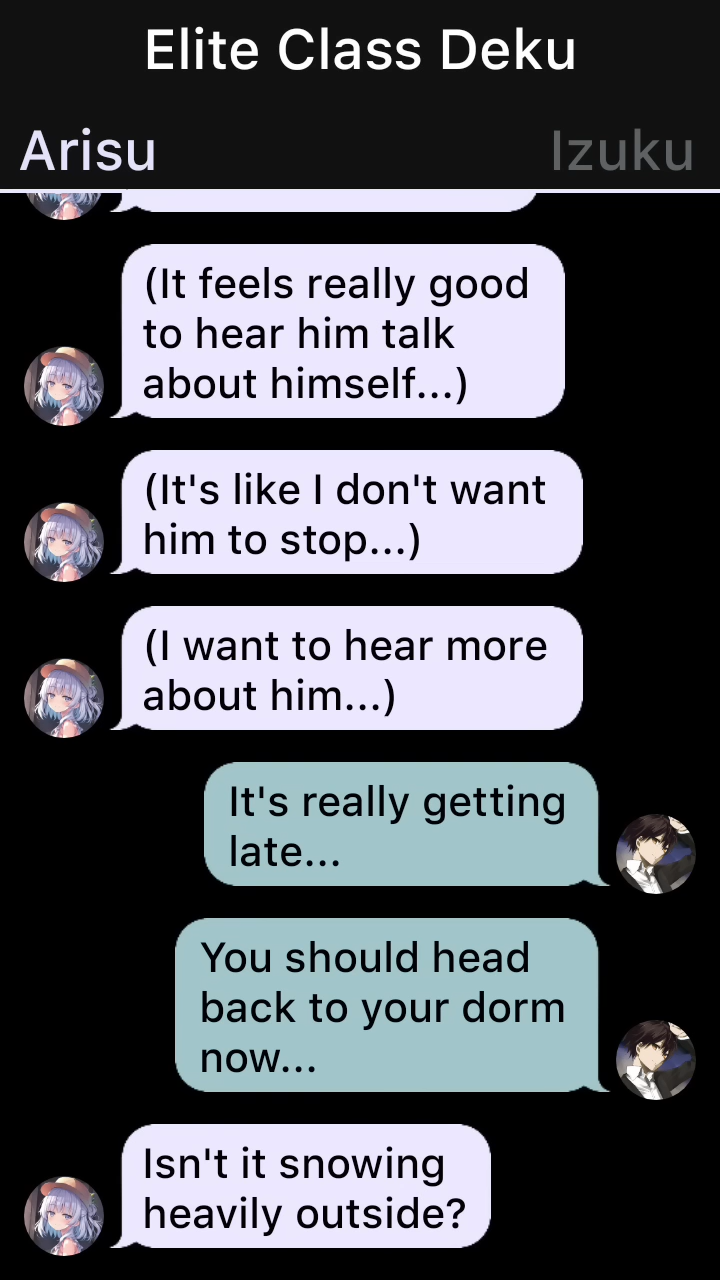 Elite Class Deku
Arisu
Izuku
(It feels really good
to hear him talk
about himself...)
(It's like I don't want
him to stop...)
(I want to hear more
about him...)
It's really getting
late...
You should head
back to your dorm
now...
Isn't it snowing
heavily outside?